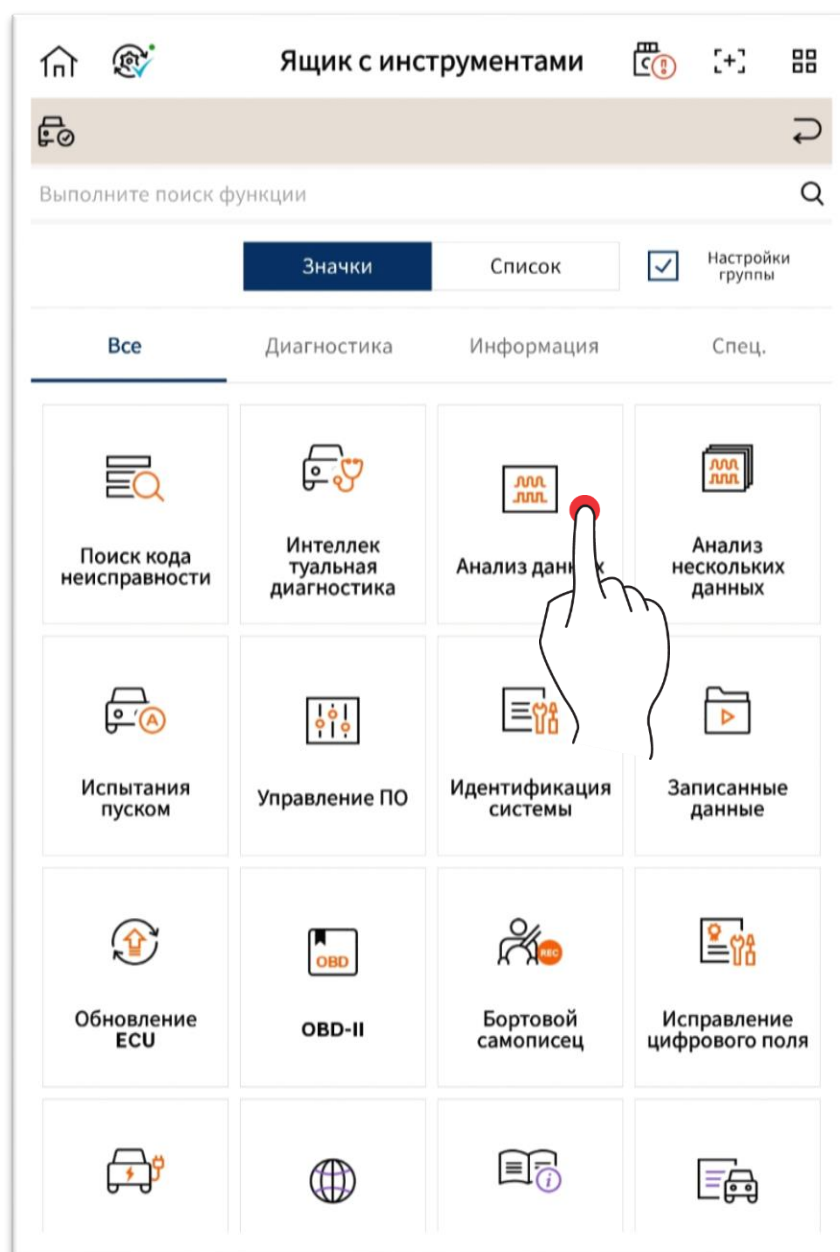 Ящик с инструментами
Выполните поиск функции
Значки
Список
Настройки
группы
Все
Диагностика
Информация
Спец.
Поиск кода
неисправности
Интеллек
туальная
диагностика
Анализ данных
Анализ
нескольких
данных
Испытания
пуском
Управление ПО
Идентификация
системы
Записанные
данные
Обновление
ECU
OBD
OBD-II
REC
Бортовой
самописец
Исправление
цифрового поля